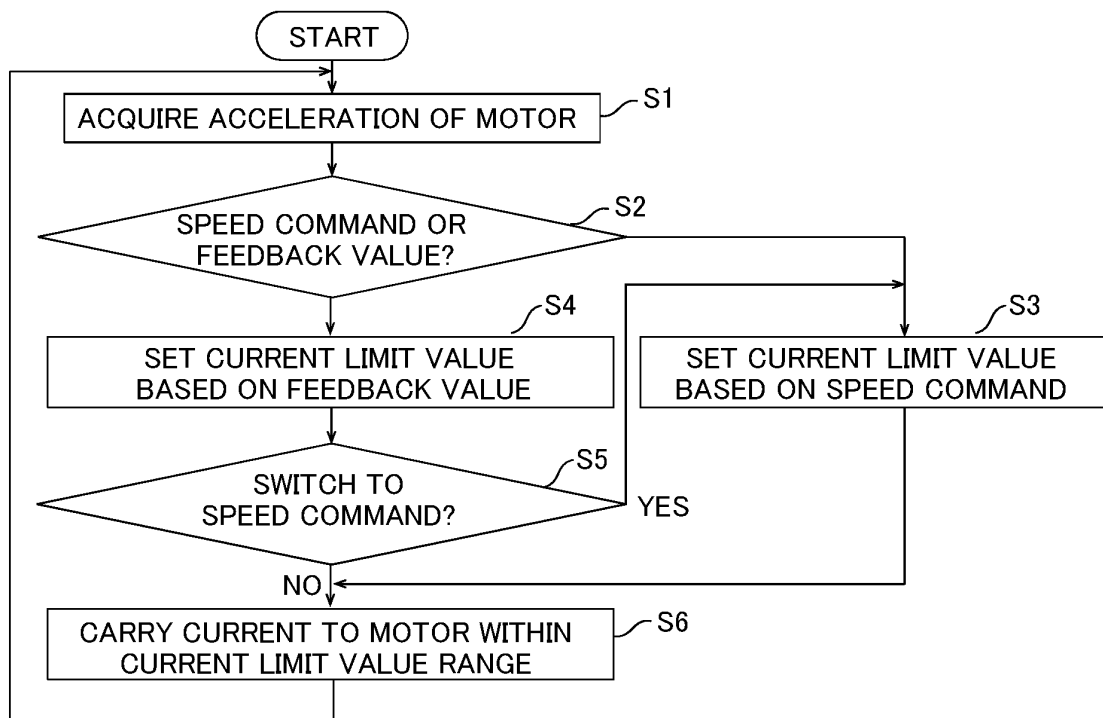 START
ACQUIRE ACCELERATION OF MOTOR
S1
SPEED COMMAND OR
FEEDBACK VALUE?
S2
SET CURRENT LIMIT VALUE
BASED ON FEEDBACK VALUE
S4
SET CURRENT LIMIT VALUE
BASED ON SPEED COMMAND
S3
SWITCH TO
SPEED COMMAND?
S5
YES
NO
CARRY CURRENT TO MOTOR WITHIN
CURRENT LIMIT VALUE RANGE
S6